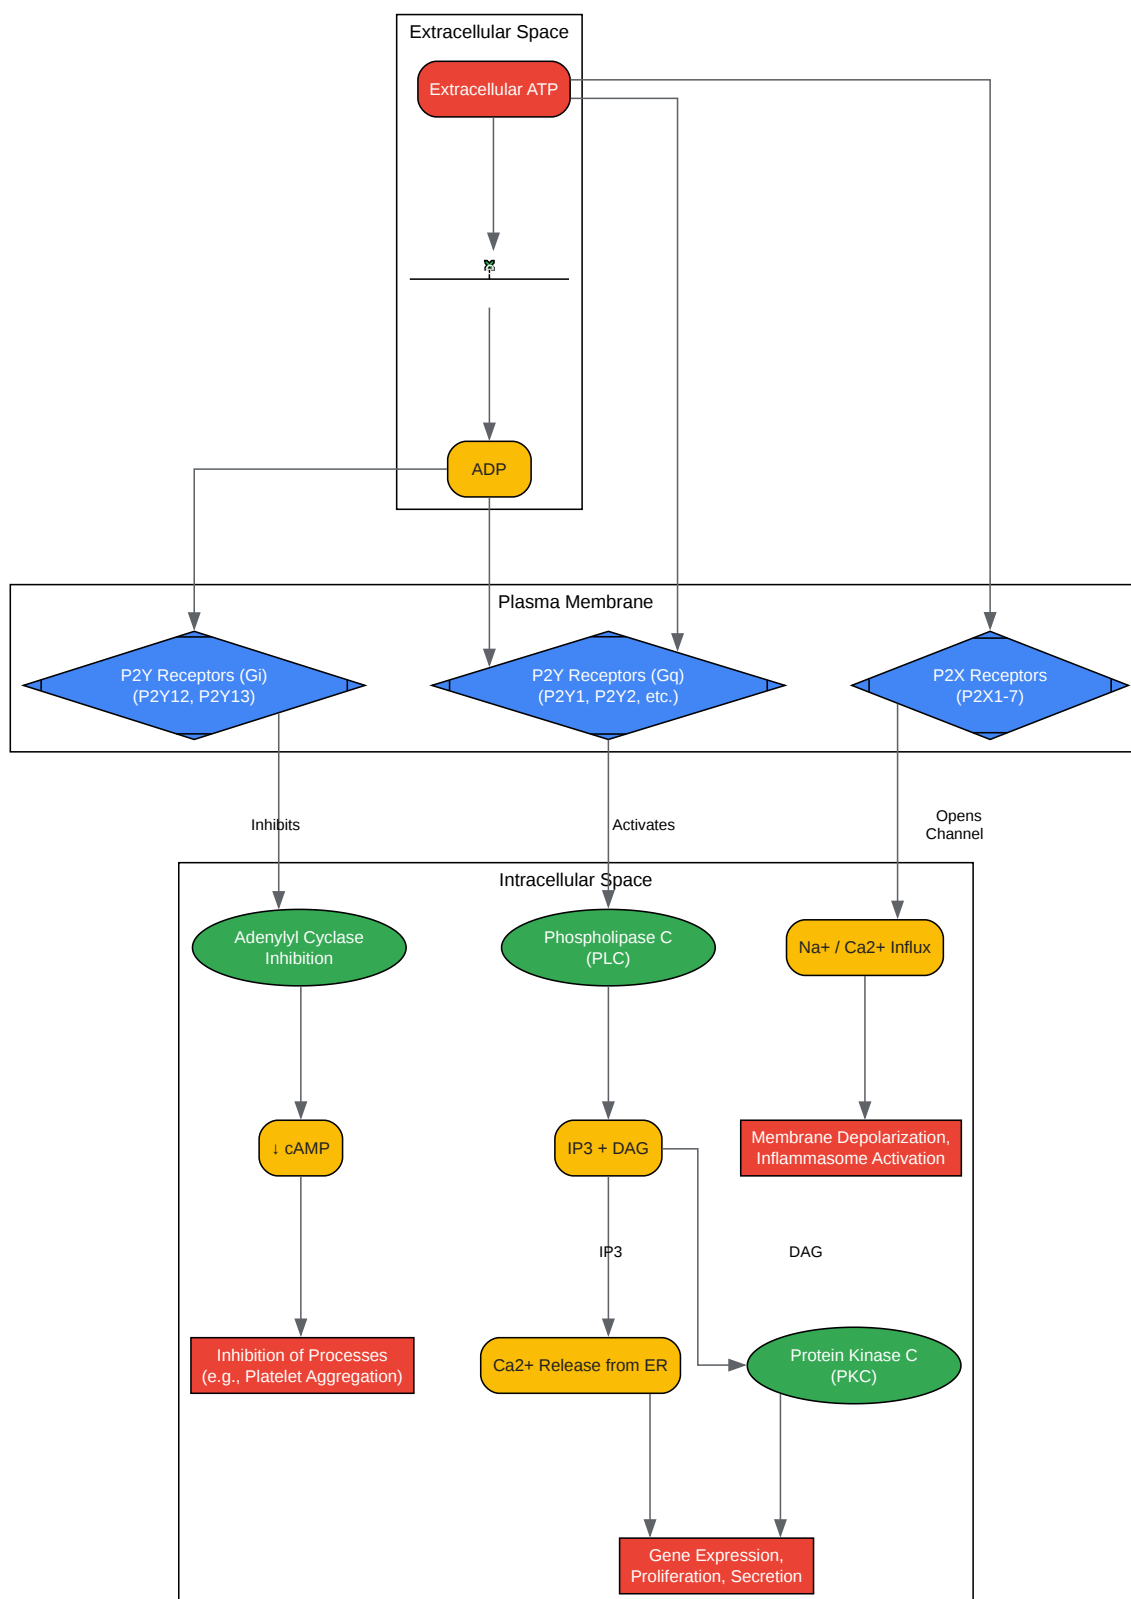 Extracellular Space
Extracellular ATP
ADP
Plasma Membrane
P2Y Receptors (Gi)
(P2Y12, P2Y13)
P2Y Receptors (Gq)
(P2Y1, P2Y2, etc.)
P2X Receptors
(P2X1-7)
Inhibits
Activates
Opens
Channel
Intracellular Space
Adenylyl Cyclase
Inhibition
Phospholipase C
(PLC)
Na+ / Ca2+ Influx
↓ cAMP
IP3 + DAG
Membrane Depolarization,
Inflammasome Activation
IP3
DAG
Inhibition of Processes
(e.g., Platelet Aggregation)
Ca2+ Release from ER
Protein Kinase C
(PKC)
Gene Expression,
Proliferation, Secretion